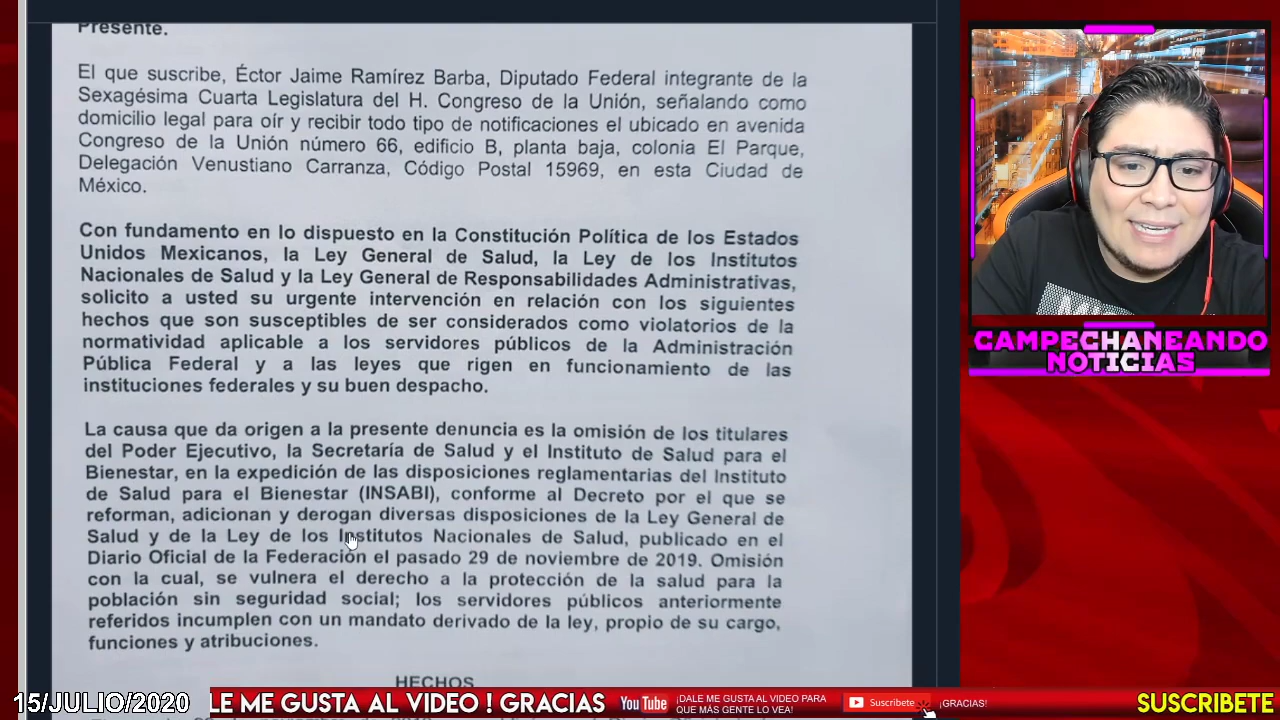 Presente.
El que suscribe, Éctor Jaime Ramírez Barba, Diputado Federal integrante de la
Sexagésima Cuarta Legislatura del H. Congreso de la Unión, señalando como
domicilio legal para oír y recibir todo tipo de notificaciones el ubicado en avenida
Congreso de la Unión número 66, edificio B, planta baja, colonia El Parque,
Delegación Venustiano Carranza, Código Postal 15969, en esta Ciudad de
México.
Con fundamento en lo dispuesto en la Constitución Política de los Estados
Unidos Mexicanos, la Ley General de Salud, la Ley de los Institutos
Nacionales de Salud y la Ley General de Responsabilidades Administrativas,
solicito a usted su urgente intervención en relación con los siguientes
hechos que son susceptibles de ser considerados como violatorios de la
normatividad aplicable a los servidores públicos de la Administración
Pública Federal y a las leyes que rigen en funcionamiento de las
instituciones federales y su buen despacho.
La causa que da origen a la presente denuncia es la omisión de los titulares
del Poder Ejecutivo, la Secretaría de Salud y el Instituto de Salud para el
Bienestar, en la expedición de las disposiciones reglamentarias del Instituto
de Salud para el Bienestar (INSABI), conforme al Decreto por el que se
reforman, adicionan y derogan diversas disposiciones de la Ley General de
Salud y de la Ley de los Institutos Nacionales de Salud, publicado en el
Diario Oficial de la Federación el pasado 29 de noviembre de 2019. Omisión
con la cual, se vulnera el derecho a la protección de la salud para la
población sin seguridad social; los servidores públicos anteriormente
referidos incumplen con un mandato derivado de la ley, propio de su cargo,
funciones y atribuciones.
HECHOS
CAMPECHANEANDO
NOTICIAS
15/JULIO/2020
LE ME GUSTA AL VIDEO ! GRACIAS
YouTube
¡DALE ME GUSTA AL VIDEO PARA
QUE MÁS GENTE LO VEA!
Suscribete
¡GRACIAS!
SUSCRIBETE